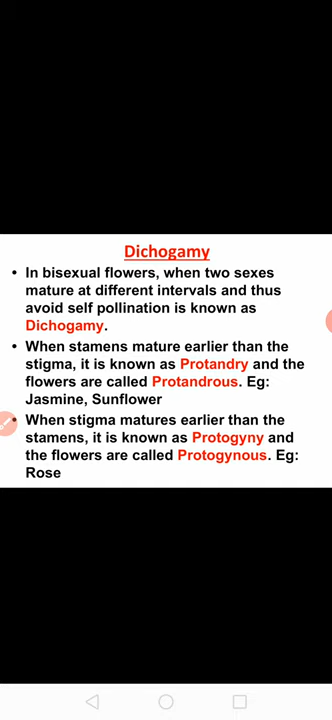 Dichogamy
• In bisexual flowers, when two sexes
mature at different intervals and thus
avoid self pollination is known as
Dichogamy.
• When stamens mature earlier than the
stigma, it is known as Protandry and the
flowers are called Protandrous. Eg:
Jasmine, Sunflower
• When stigma matures earlier than the
stamens, it is known as Protogyny and
the flowers are called Protogynous. Eg:
Rose